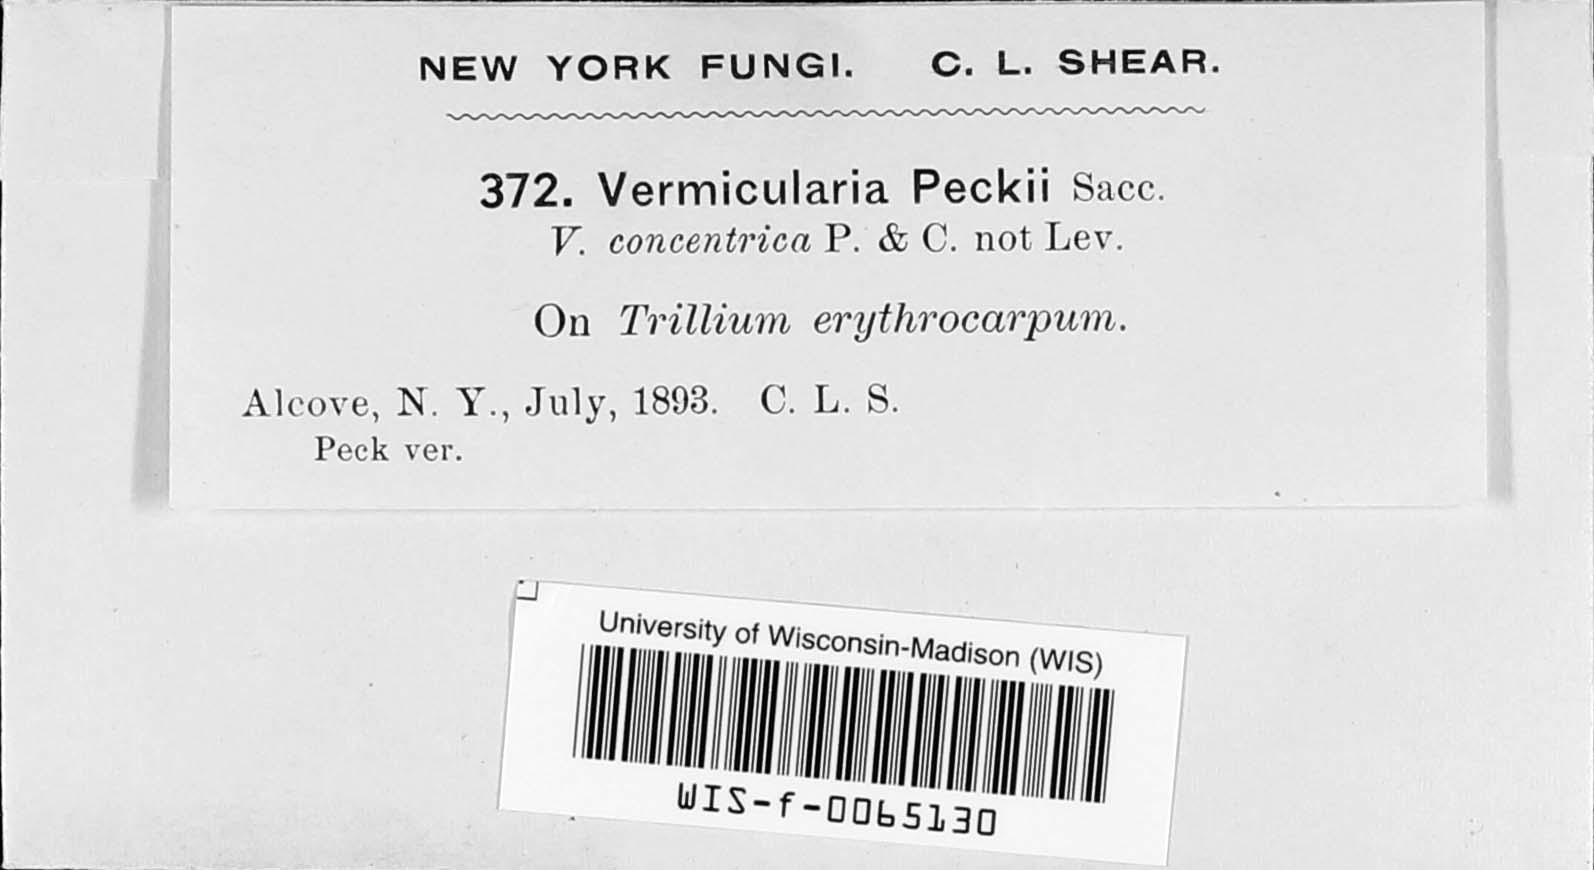 NEW YORK FUNGI. C. L. SHEAR.
372. Vermicularia Peckii Sacc.
V. concentrica P. & C. not Lev.
On Trillium erythrocarpum.
Alcove, N. Y., July, 1893. C. L. S.
Peck ver.
University of Wisconsin-Madison (WIS)
WIS-f-0065130